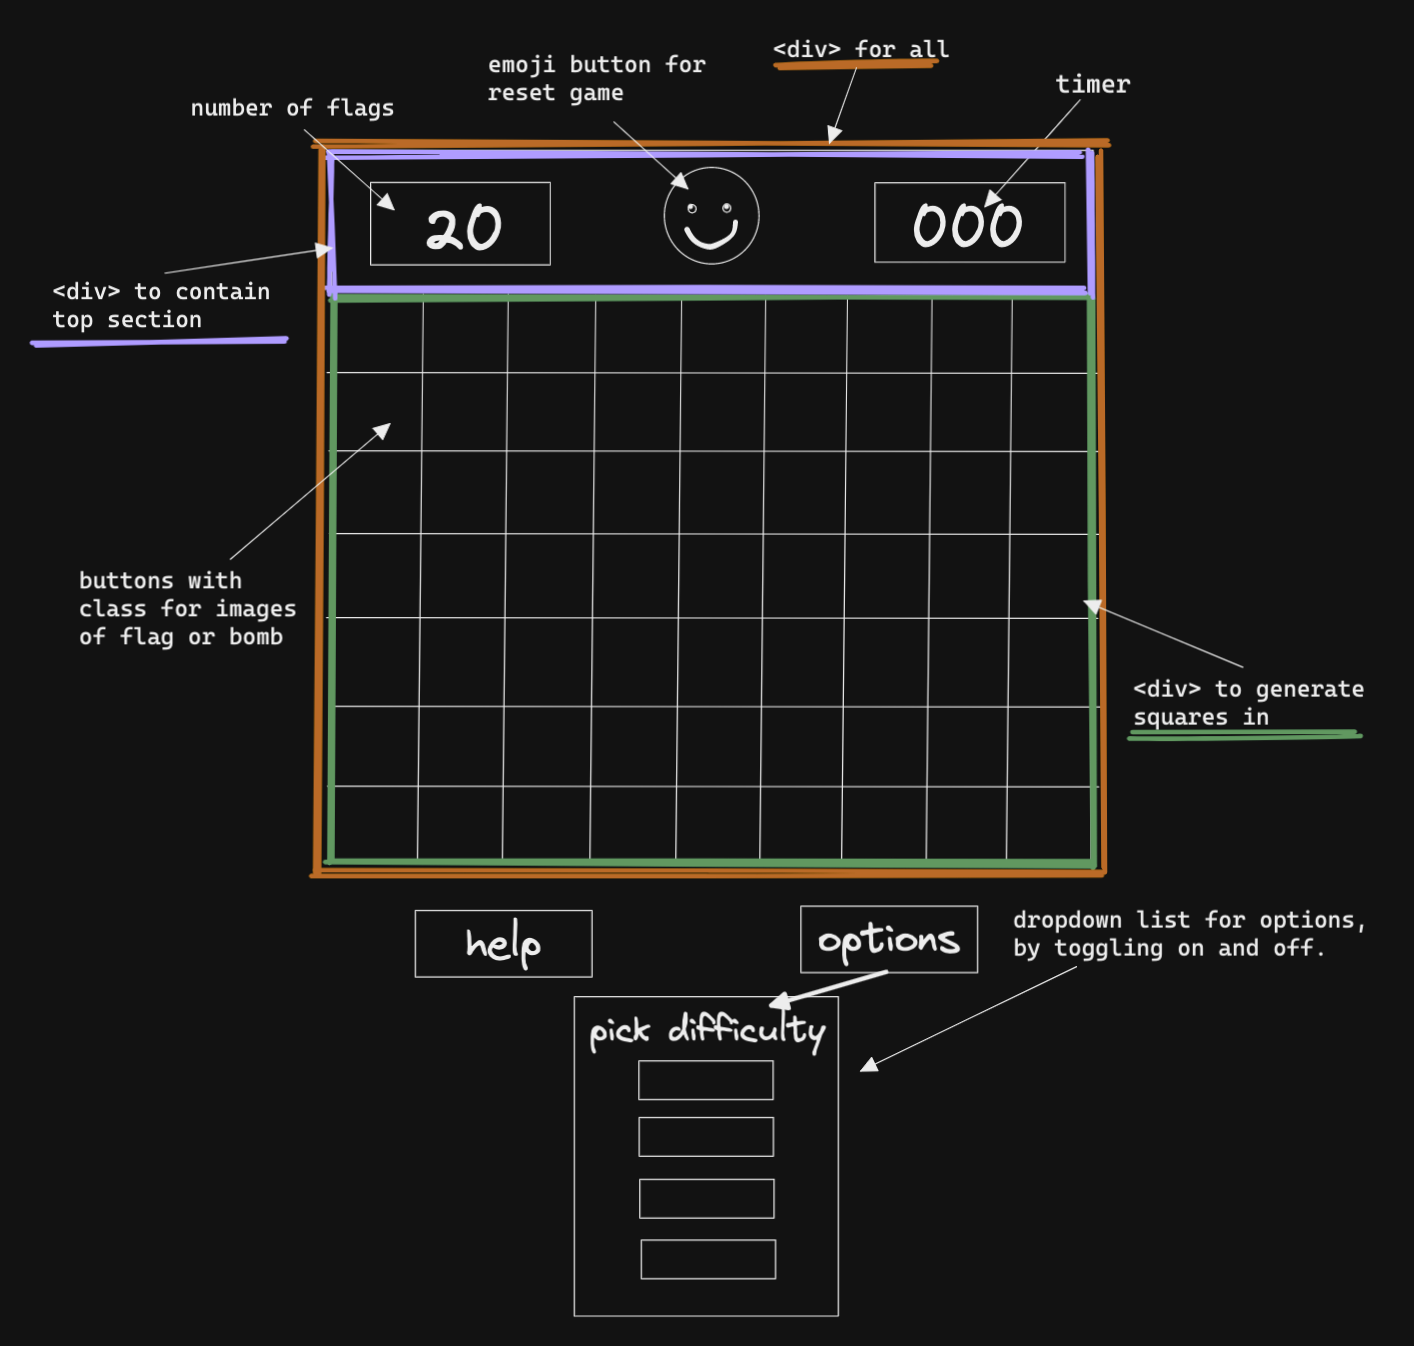 <div> for all
emoji button for
reset game
timer
number of flags
20
000
<div> to contain
top section
buttons with
class for images
of flag or bomb
<div> to generate
squares in
help
options
dropdown list for options,
by toggling on and off.
pick difficulty